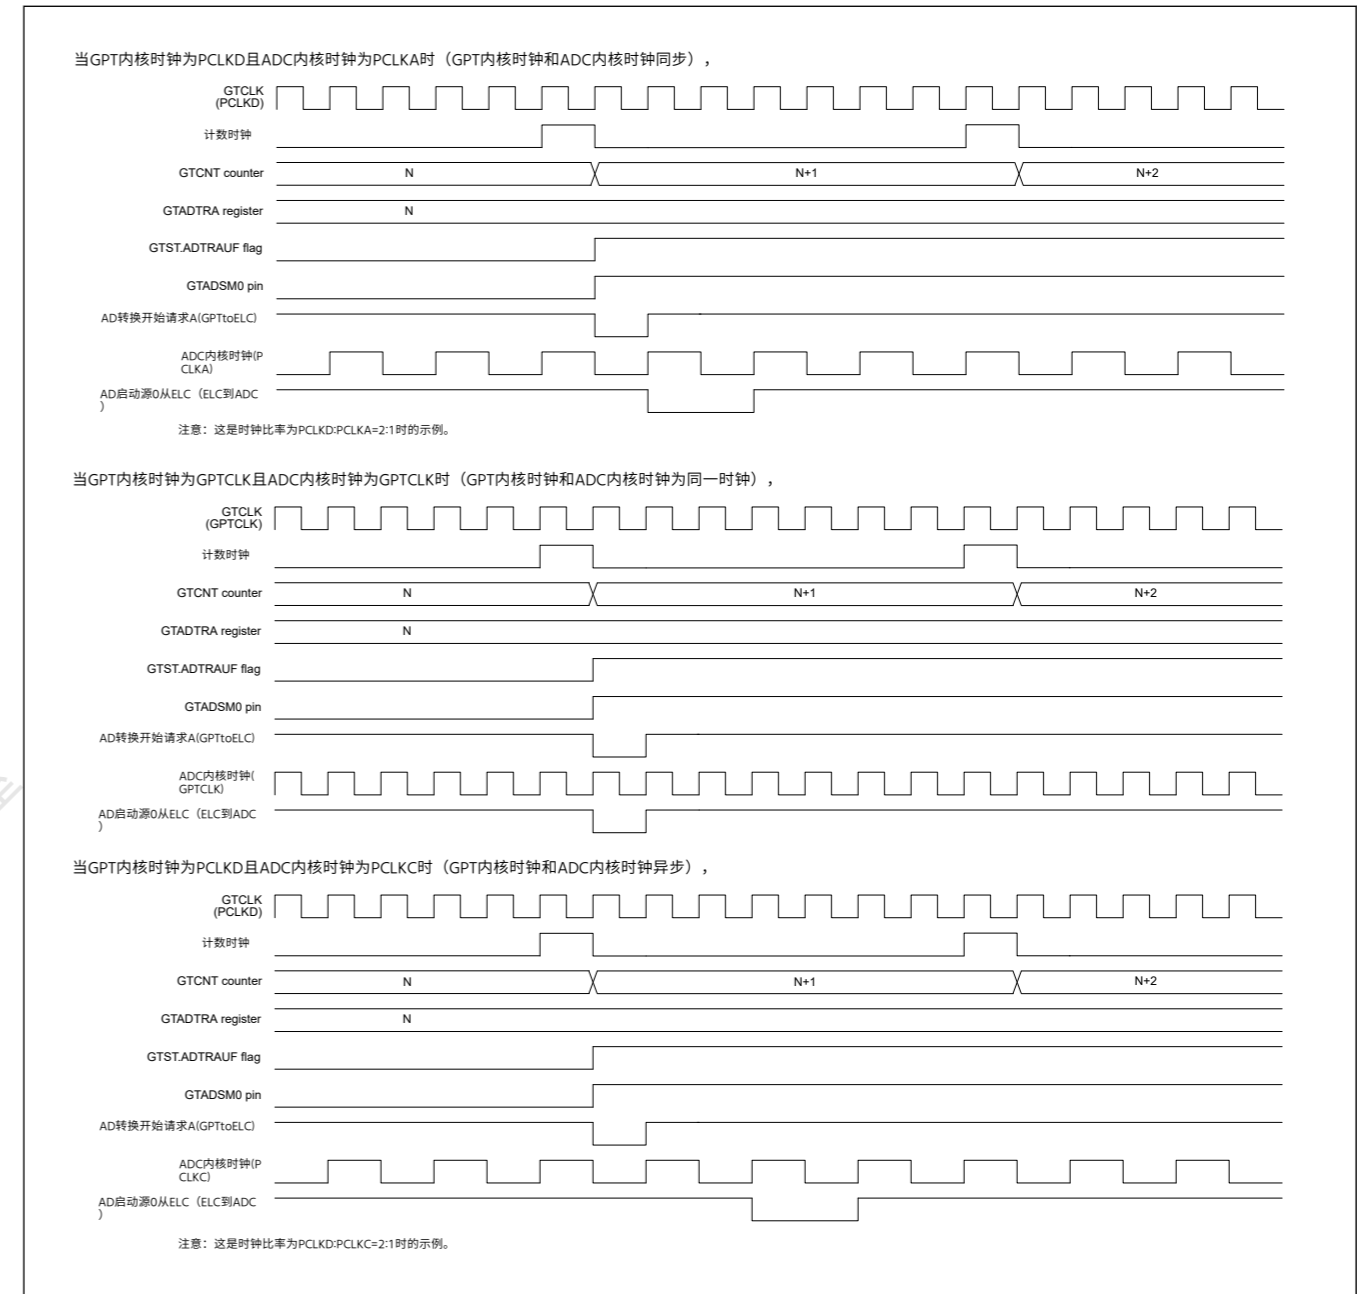 当GPT内核时钟为PCLKD且ADC内核时钟为PCLKA时（GPT内核时钟和ADC内核时钟同步），
GTCLK
(PCLKD)
计数时钟
GTCNT counter
N
N+1
N+2
GTADTRA register
N
GTST.ADTRAUF flag
GTADSM0 pin
AD转换开始请求A(GPTtoELC)
ADC内核时钟(P
CLKA)
AD启动源0从ELC（ELC到ADC
）
注意：这是时钟比率为PCLKD:PCLKA=2:1时的示例。
当GPT内核时钟为GPTCLK且ADC内核时钟为GPTCLK时（GPT内核时钟和ADC内核时钟为同一时钟），
GTCLK
(GPTCLK)
计数时钟
GTCNT counter
N
N+1
N+2
GTADTRA register
N
GTST.ADTRAUF flag
GTADSM0 pin
AD转换开始请求A(GPTtoELC)
ADC内核时钟(
GPTCLK)
AD启动源0从ELC（ELC到ADC
）
当GPT内核时钟为PCLKD且ADC内核时钟为PCLKC时（GPT内核时钟和ADC内核时钟异步），
GTCLK
(PCLKD)
计数时钟
GTCNT counter
N
N+1
N+2
GTADTRA register
N
GTST.ADTRAUF flag
GTADSM0 pin
AD转换开始请求A(GPTtoELC)
ADC内核时钟(P
CLKC)
AD启动源0从ELC（ELC到ADC
）
注意：这是时钟比率为PCLKD:PCLKC=2:1时的示例。